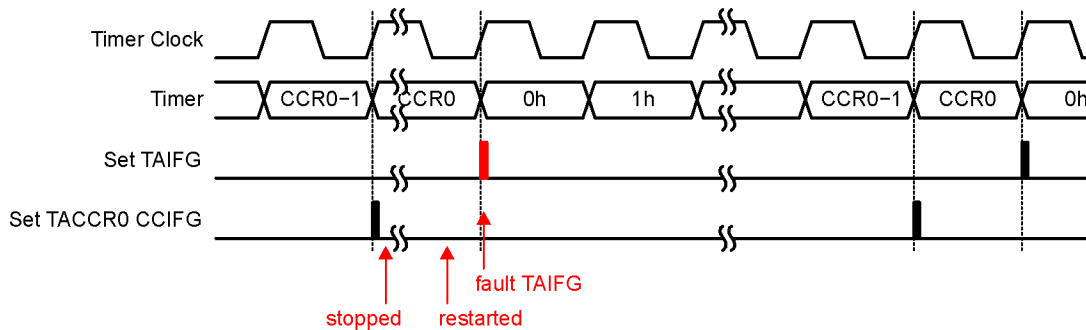 Timer Clock
Timer CCR0−1 CCR0 0h 1h CCR0−1 CCR0 0h
Set TAIFG
Set TACCR0 CCIFG
fault TAIFG
stopped restarted